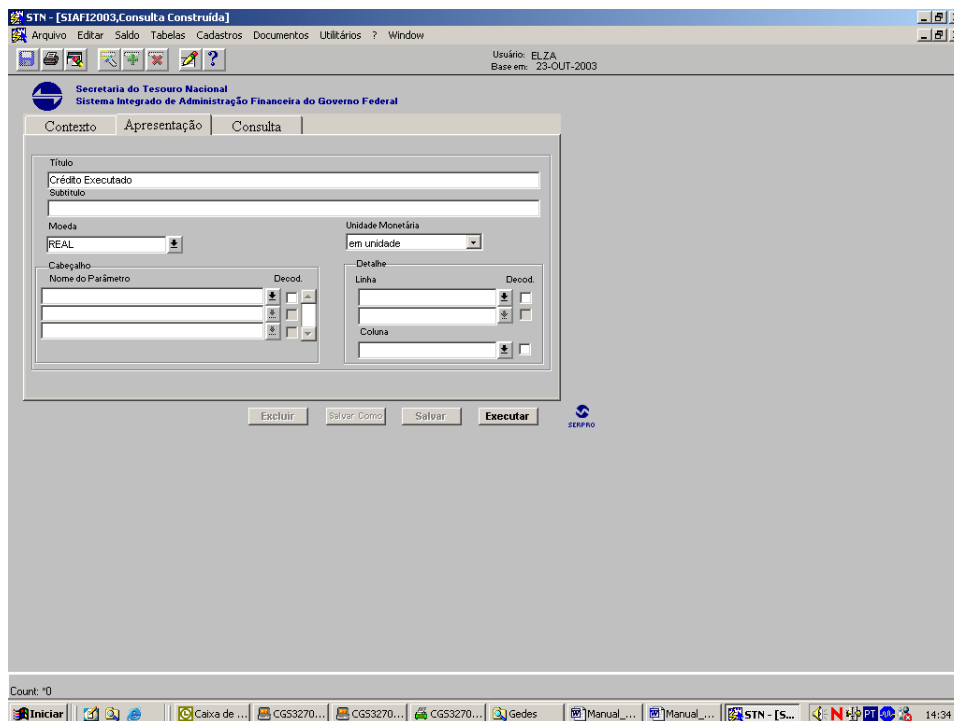 STN - [SIAFI2003,Consulta Construída]
Arquivo Editar Saldo Tabelas Cadastros Documentos Utilitários ? Window
Usuário: ELZA
Base em: 23-OUT-2003
Secretaria do Tesouro Nacional
Sistema Integrado de Administração Financeira do Governo Federal
Contexto Apresentação Consulta
Título
Crédito Executado
Subtítulo
Moeda Unidade Monetária
REAL em unidade
Cabeçalho Detalhe
Nome do Parâmetro Decod. Linha Decod.
Coluna
Excluir Salvar Como Salvar Executar
SERPRO
Count: *0
Iniciar Caixa de ... CGS3270... CGS3270... CGS3270... Gedes Manual_... Manual_... STN - [S... N PT 14:34